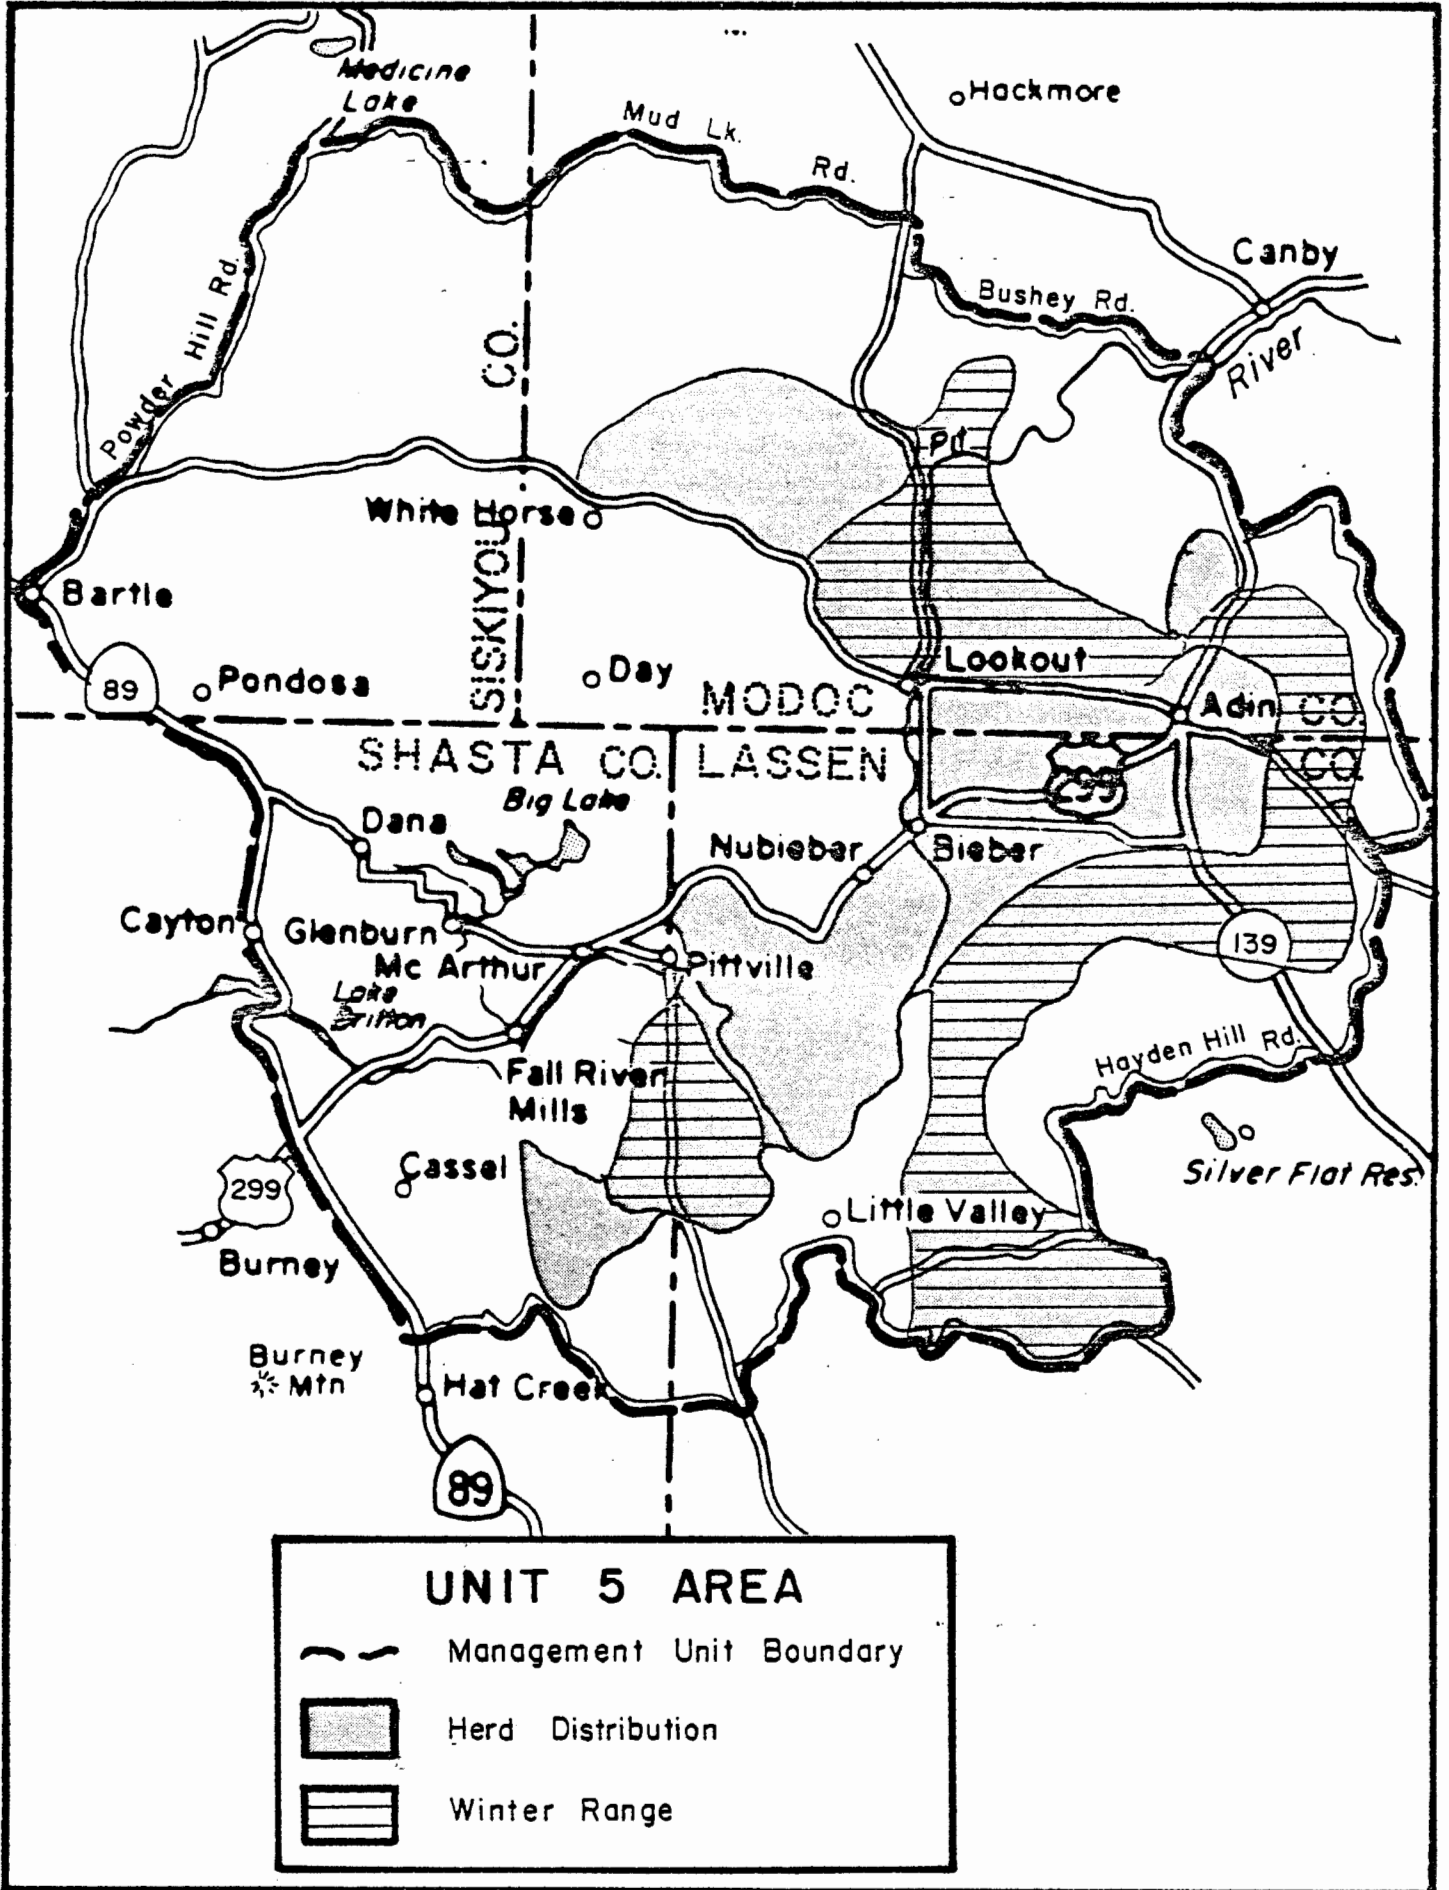 Medicine
Lake
Hackmore
Mud Lk.
Rd.
Canby
Bushey Rd.
River
Powder Hill Rd.
Pit
White Horse
SISKIYOU CO.
Bartle
89
Pondosa
Day
Lookout
MODOC CO.
Adin
SHASTA CO.
LASSEN CO.
299
Big Lake
Dana
Nubieber
Bieber
Cayton
Glenburn
Mc Arthur
Pittville
139
Lake
Britton
Fall River
Mills
Hayden Hill Rd.
Cassel
Silver Flat Res.
299
Little Valley
Burney
Burney
Mtn
Hat Creek
89
UNIT 5 AREA
Management Unit Boundary
Herd Distribution
Winter Range